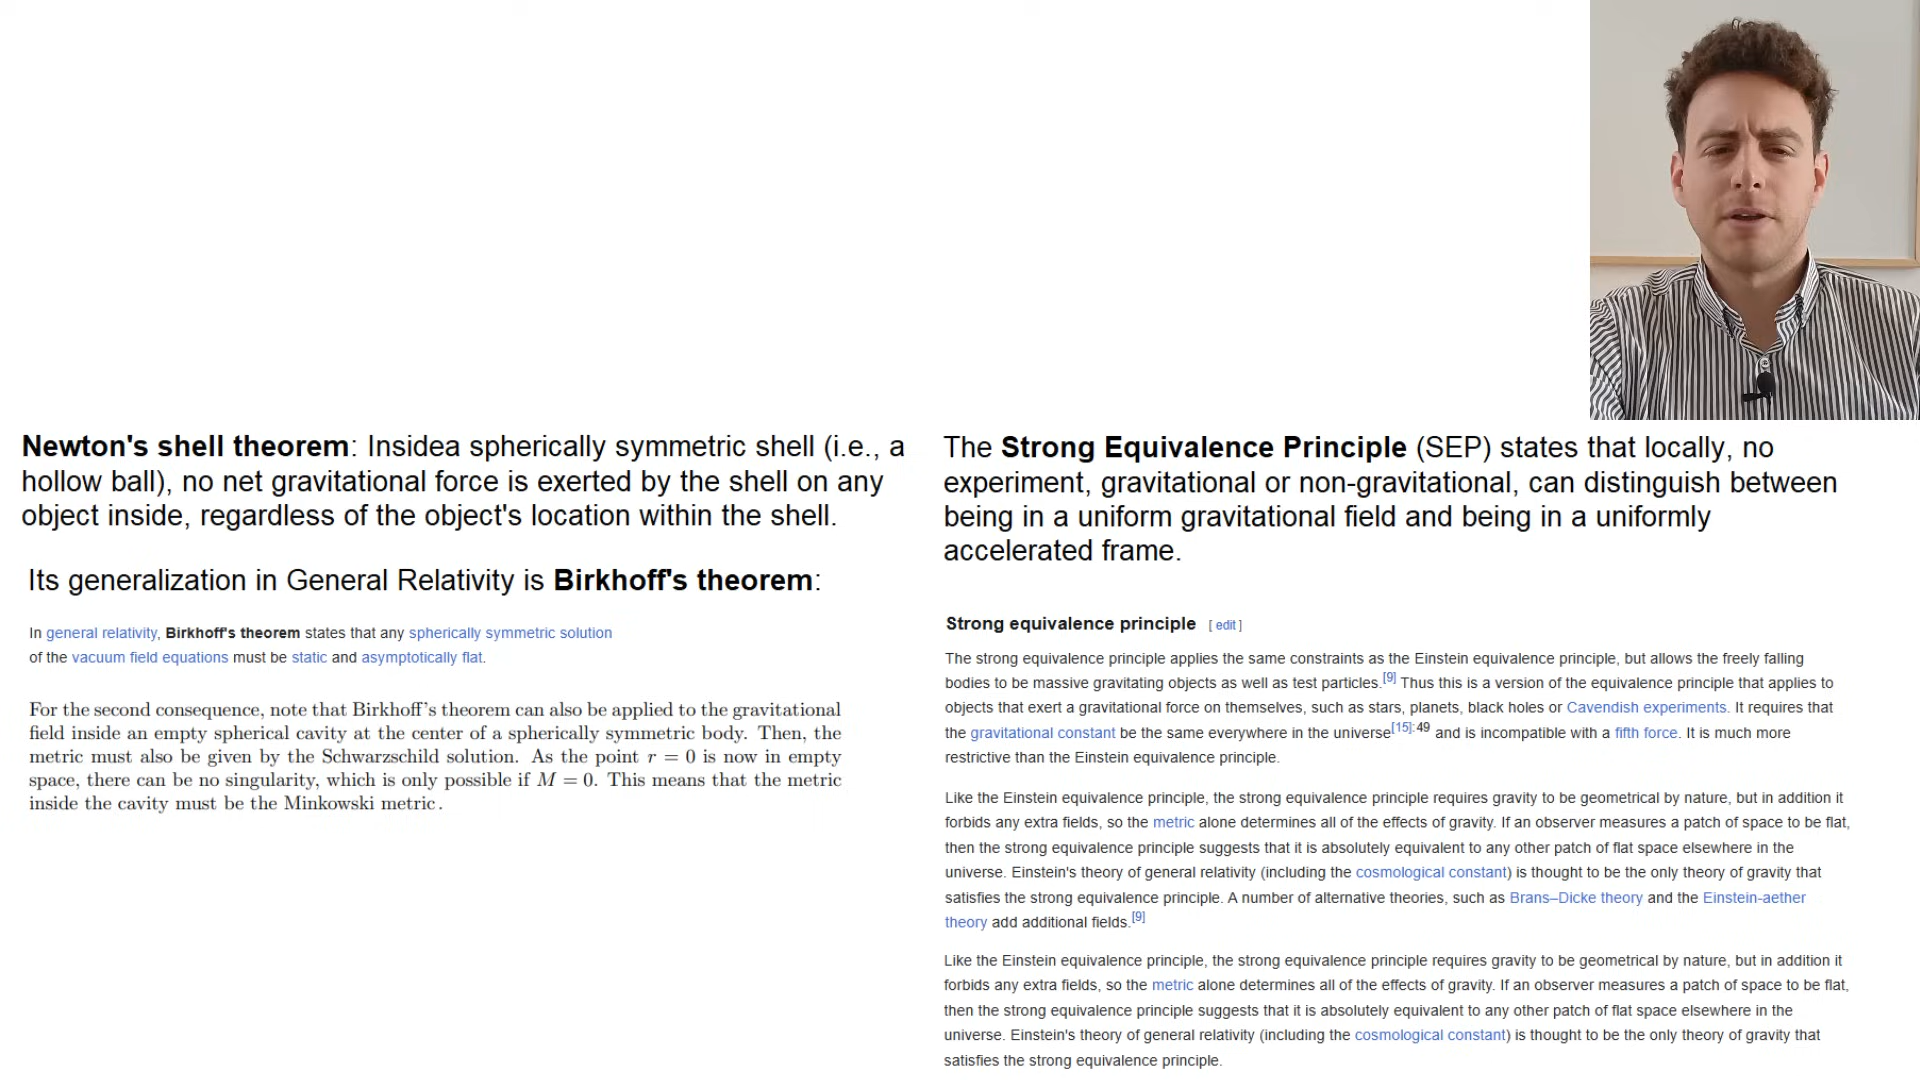 Newton's shell theorem: Insidea spherically symmetric shell (i.e., a
hollow ball), no net gravitational force is exerted by the shell on any
object inside, regardless of the object's location within the shell.
Its generalization in General Relativity is Birkhoff's theorem:
In general relativity, Birkhoff's theorem states that any spherically symmetric solution
of the vacuum field equations must be static and asymptotically flat.
For the second consequence, note that Birkhoff's theorem can also be applied to the gravitational
field inside an empty spherical cavity at the center of a spherically symmetric body. Then, the
metric must also be given by the Schwarzschild solution. As the point r = 0 is now in empty
space, there can be no singularity, which is only possible if M = 0. This means that the metric
inside the cavity must be the Minkowski metric.
The Strong Equivalence Principle (SEP) states that locally, no
experiment, gravitational or non-gravitational, can distinguish between
being in a uniform gravitational field and being in a uniformly
accelerated frame.
Strong equivalence principle [ edit ]
The strong equivalence principle applies the same constraints as the Einstein equivalence principle, but allows the freely falling
bodies to be massive gravitating objects as well as test particles.[9] Thus this is a version of the equivalence principle that applies to
objects that exert a gravitational force on themselves, such as stars, planets, black holes or Cavendish experiments. It requires that
the gravitational constant be the same everywhere in the universe[15]:49 and is incompatible with a fifth force. It is much more
restrictive than the Einstein equivalence principle.
Like the Einstein equivalence principle, the strong equivalence principle requires gravity to be geometrical by nature, but in addition it
forbids any extra fields, so the metric alone determines all of the effects of gravity. If an observer measures a patch of space to be flat,
then the strong equivalence principle suggests that it is absolutely equivalent to any other patch of flat space elsewhere in the
universe. Einstein's theory of general relativity (including the cosmological constant) is thought to be the only theory of gravity that
satisfies the strong equivalence principle. A number of alternative theories, such as Brans–Dicke theory and the Einstein-aether
theory add additional fields.[9]
Like the Einstein equivalence principle, the strong equivalence principle requires gravity to be geometrical by nature, but in addition it
forbids any extra fields, so the metric alone determines all of the effects of gravity. If an observer measures a patch of space to be flat,
then the strong equivalence principle suggests that it is absolutely equivalent to any other patch of flat space elsewhere in the
universe. Einstein's theory of general relativity (including the cosmological constant) is thought to be the only theory of gravity that
satisfies the strong equivalence principle.